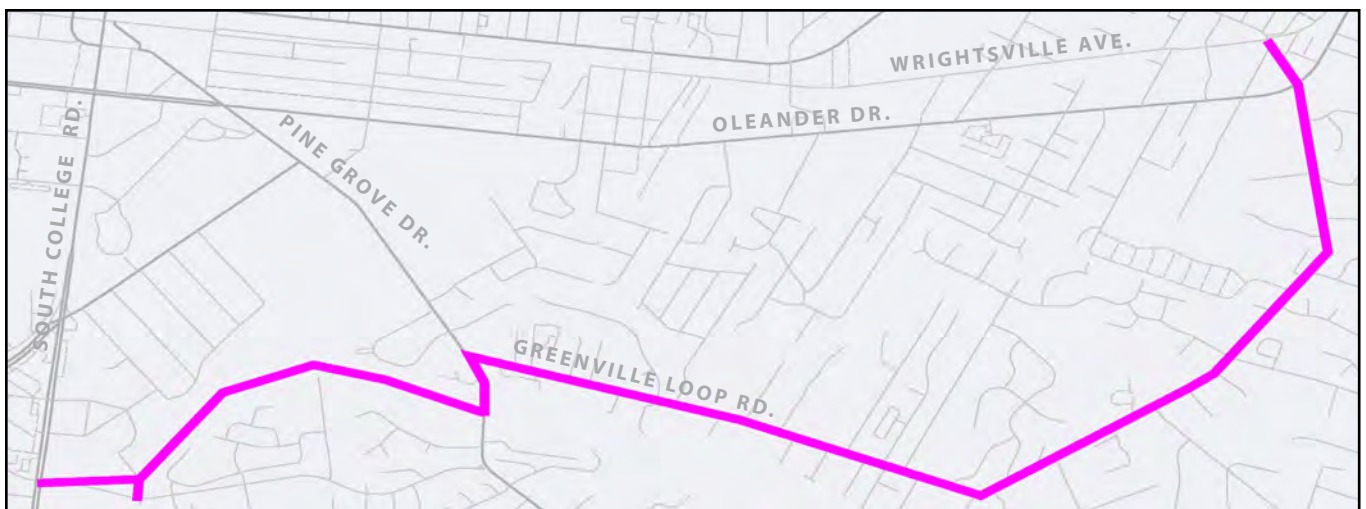 WRIGHTSVILLE AVE.
OLEANDER DR.
PINE GROVE DR.
SOUTH COLLEGE RD.
GREENVILLE LOOP RD.